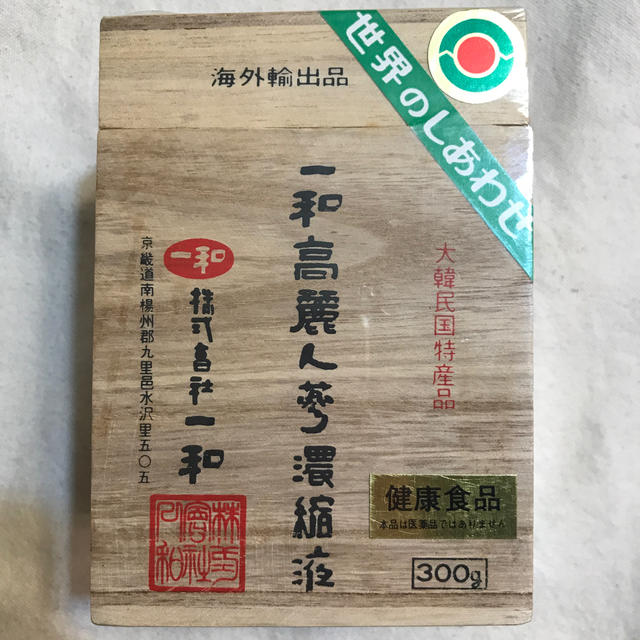 海外輸出品
世界のしあわせ
大韓民国特産品
一和高麗人蔘濃縮液
一和
株式會社一和
京畿道南楊州郡九里邑水沢里五〇五
健康食品
本品は医薬品ではありません
300g